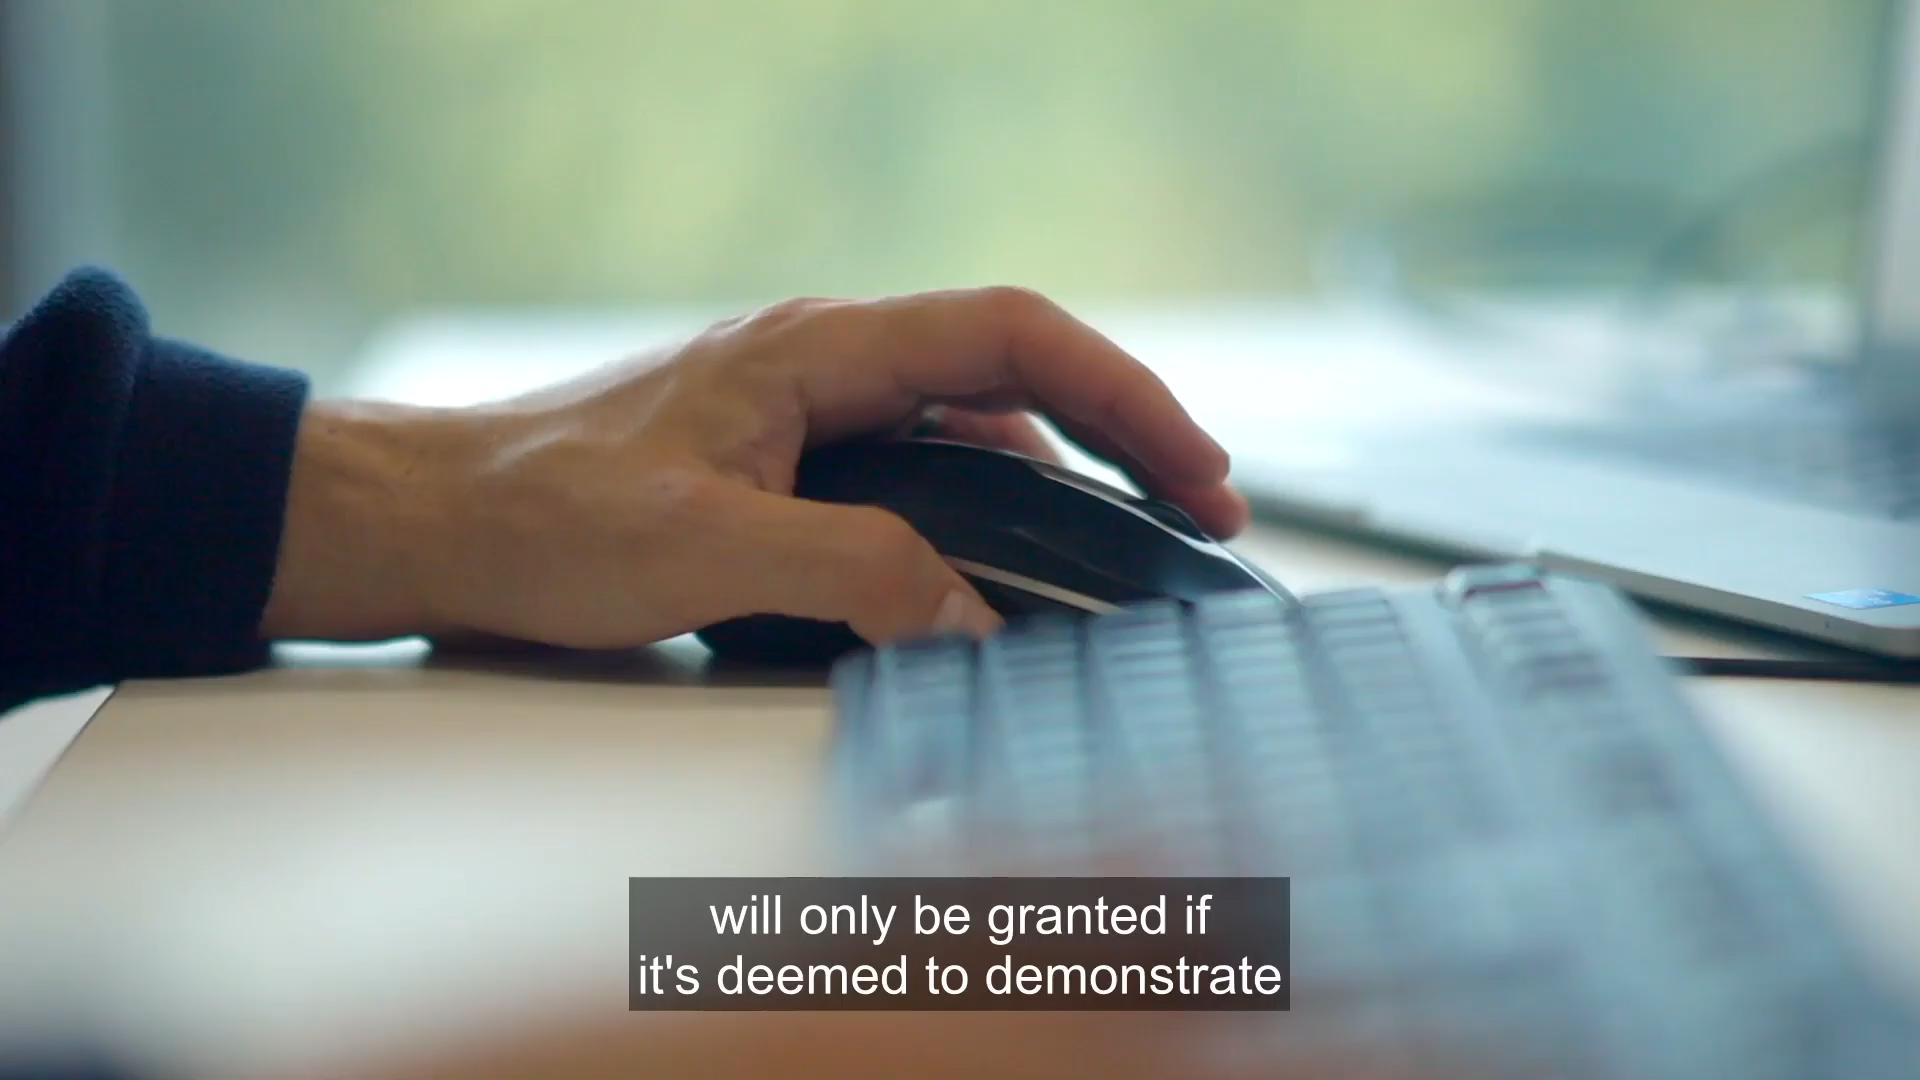 will only be granted if
it's deemed to demonstrate